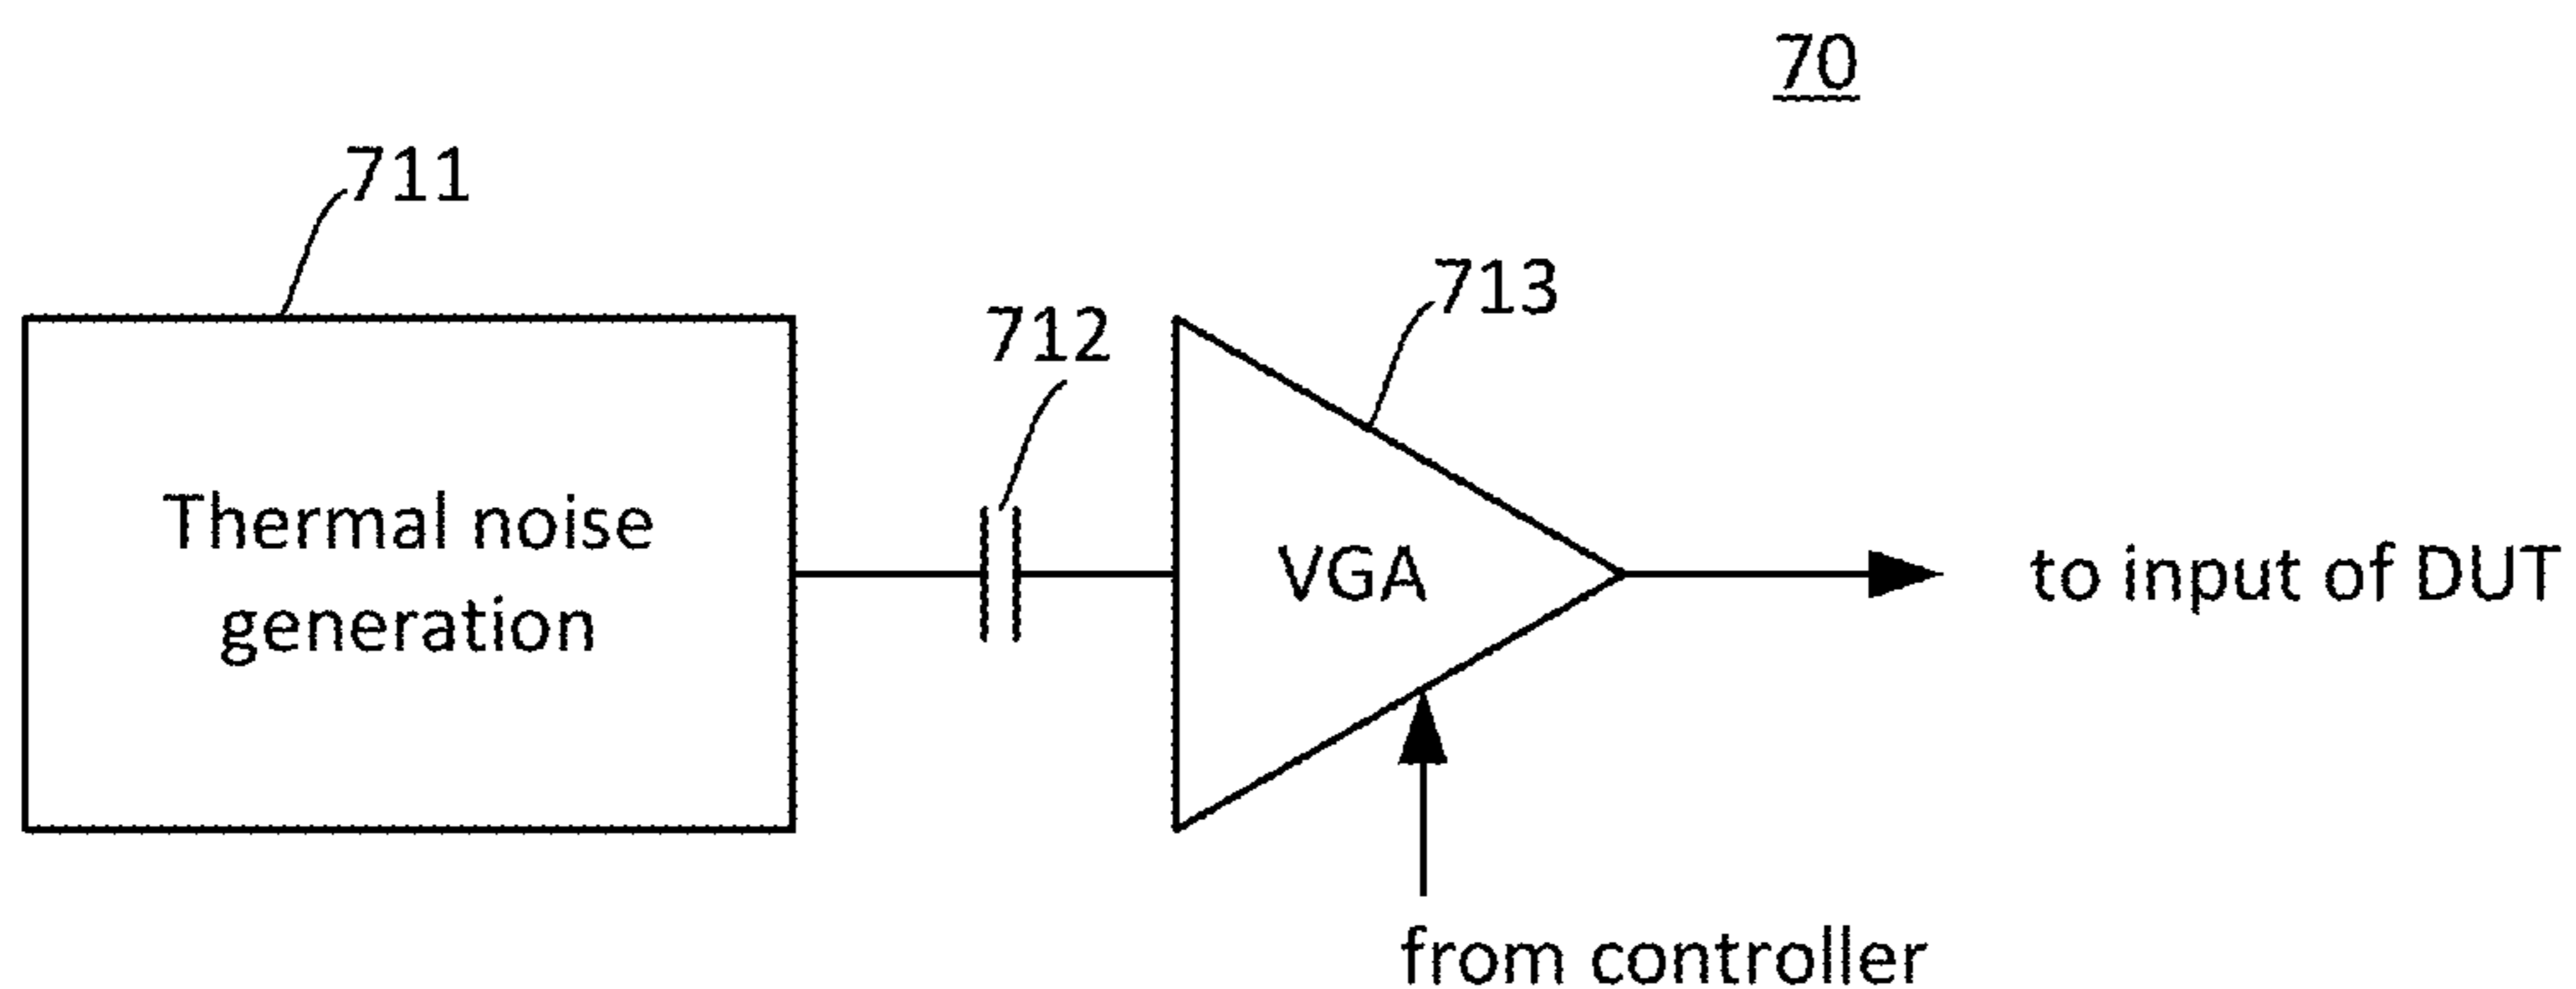 70
711
712
713
Thermal noise
generation
VGA
to input of DUT
from controller